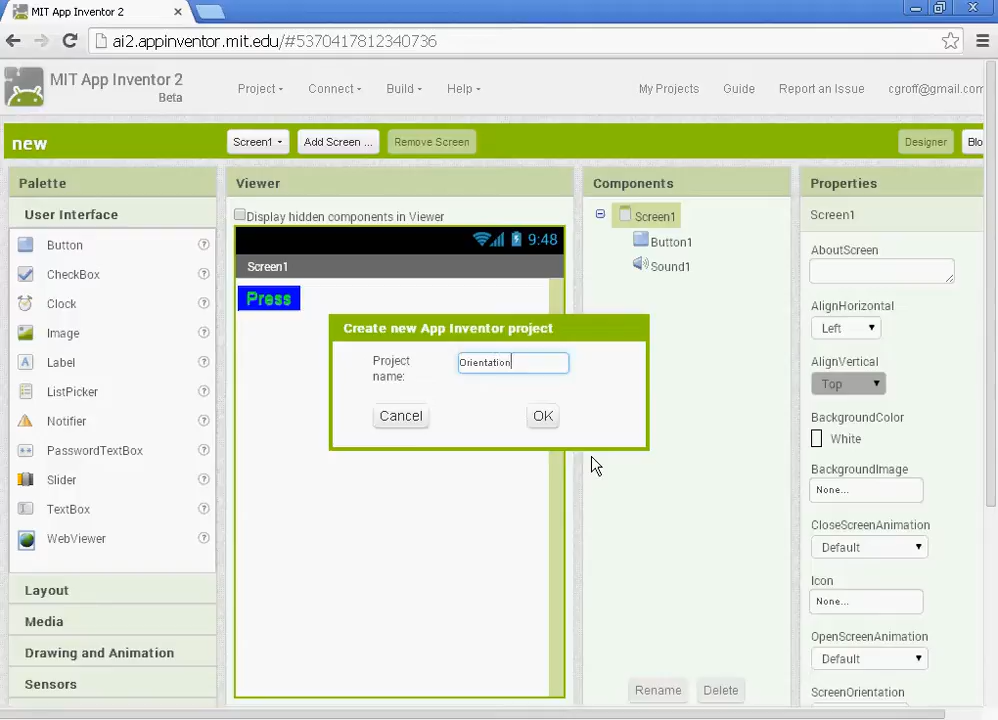 MIT App Inventor 2
ai2.appinventor.mit.edu/#5370417812340736
MIT App Inventor 2
Beta
Project
Connect
Build
Help
My Projects
Guide
Report an Issue
cgroff@gmail.com
new
Screen1
Add Screen ...
Remove Screen
Designer
Blo
Palette
User Interface
Button
CheckBox
Clock
Image
Label
ListPicker
Notifier
PasswordTextBox
Slider
TextBox
WebViewer
Layout
Media
Drawing and Animation
Sensors
Viewer
Display hidden components in Viewer
9:48
Screen1
Press
Create new App Inventor project
Project
name:
Orientation
Cancel
OK
Components
Screen1
Button1
Sound1
Rename
Delete
Properties
Screen1
AboutScreen
AlignHorizontal
Left
AlignVertical
Top
BackgroundColor
White
BackgroundImage
None...
CloseScreenAnimation
Default
Icon
None...
OpenScreenAnimation
Default
ScreenOrientation